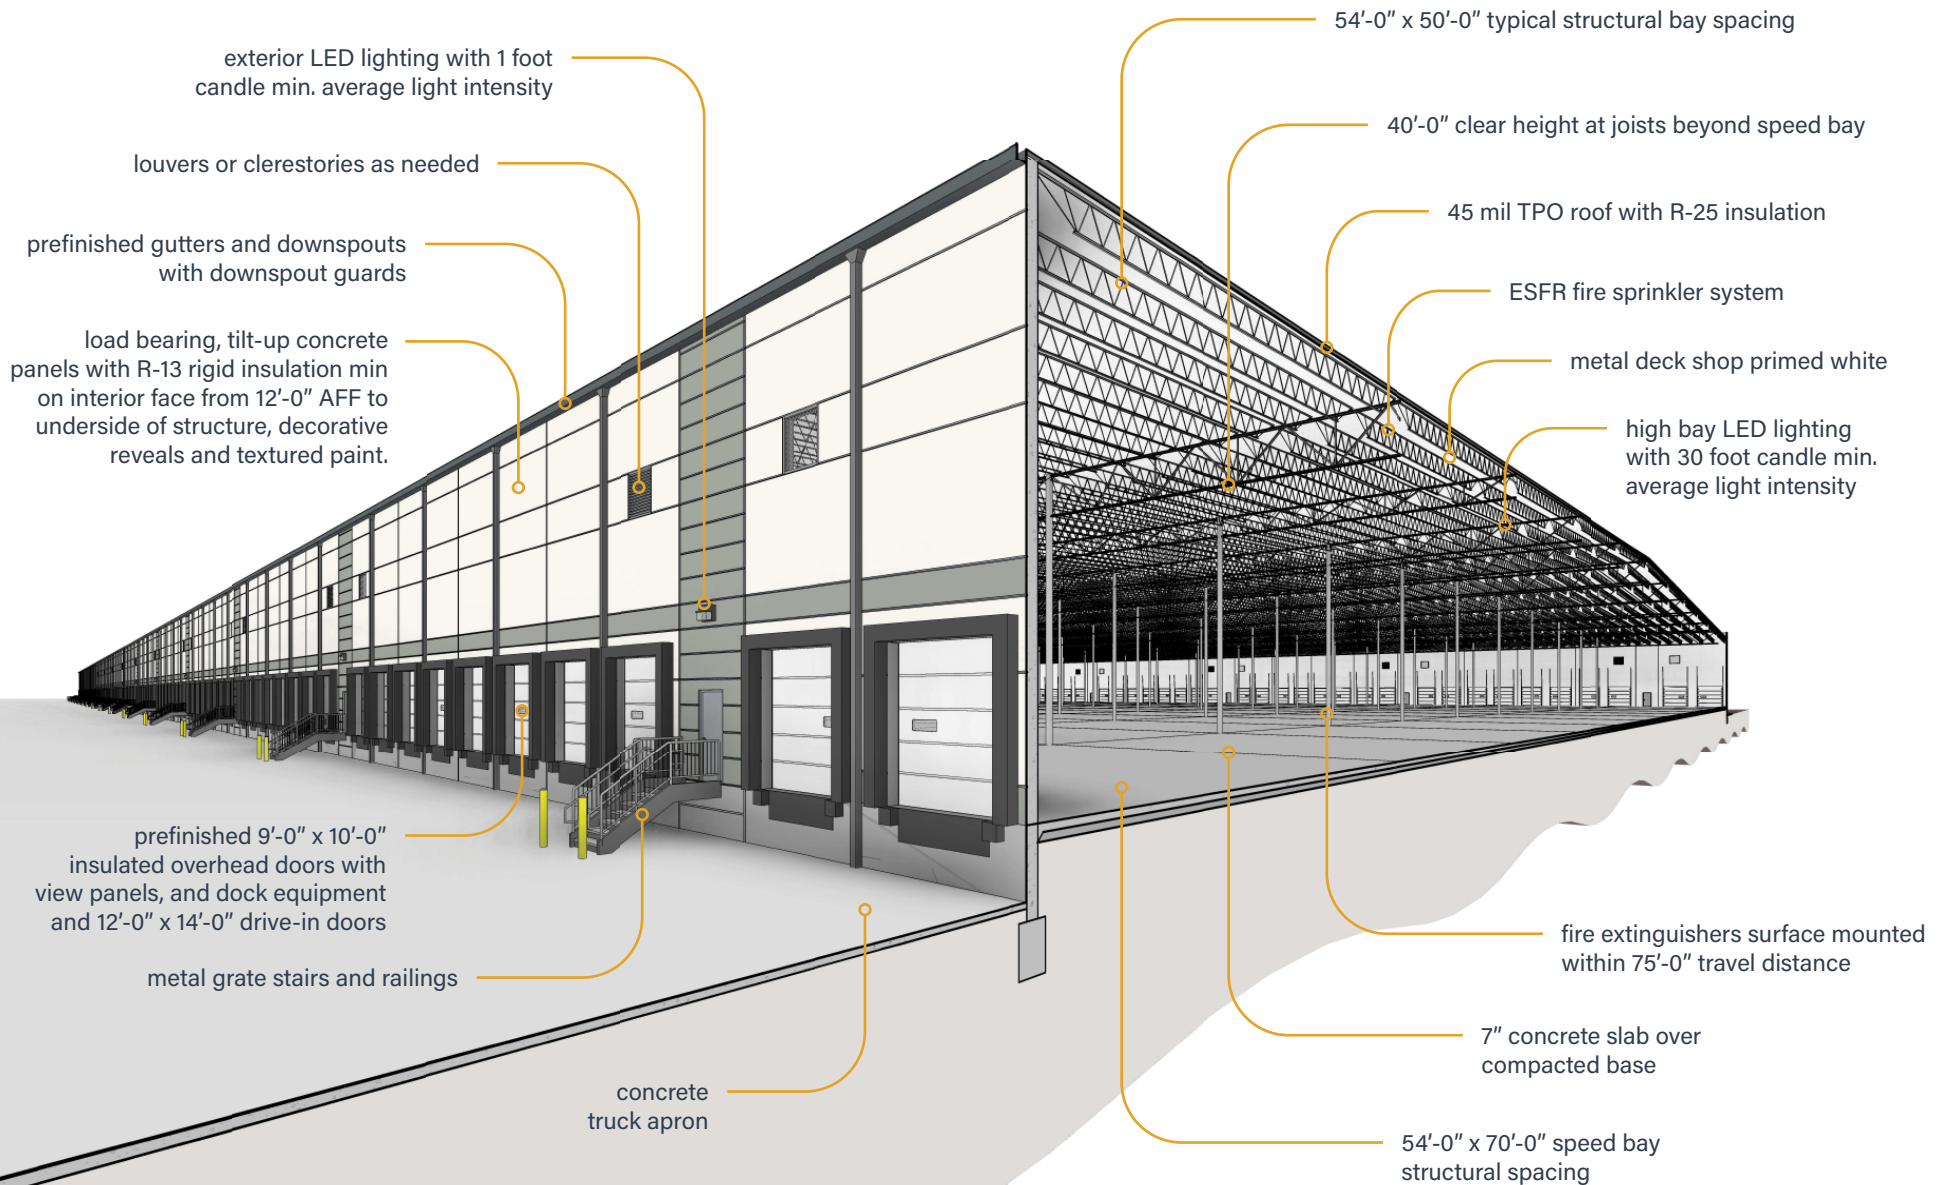 exterior LED lighting with 1 foot
candle min. average light intensity
louvers or clerestories as needed
prefinished gutters and downspouts
with downspout guards
load bearing, tilt-up concrete
panels with R-13 rigid insulation min
on interior face from 12'-0" AFF to
underside of structure, decorative
reveals and textured paint.
prefinished 9'-0" x 10'-0"
insulated overhead doors with
view panels, and dock equipment
and 12'-0" x 14'-0" drive-in doors
metal grate stairs and railings
concrete
truck apron
54'-0" x 50'-0" typical structural bay spacing
40'-0" clear height at joists beyond speed bay
45 mil TPO roof with R-25 insulation
ESFR fire sprinkler system
metal deck shop primed white
high bay LED lighting
with 30 foot candle min.
average light intensity
fire extinguishers surface mounted
within 75'-0" travel distance
7" concrete slab over
compacted base
54'-0" x 70'-0" speed bay
structural spacing